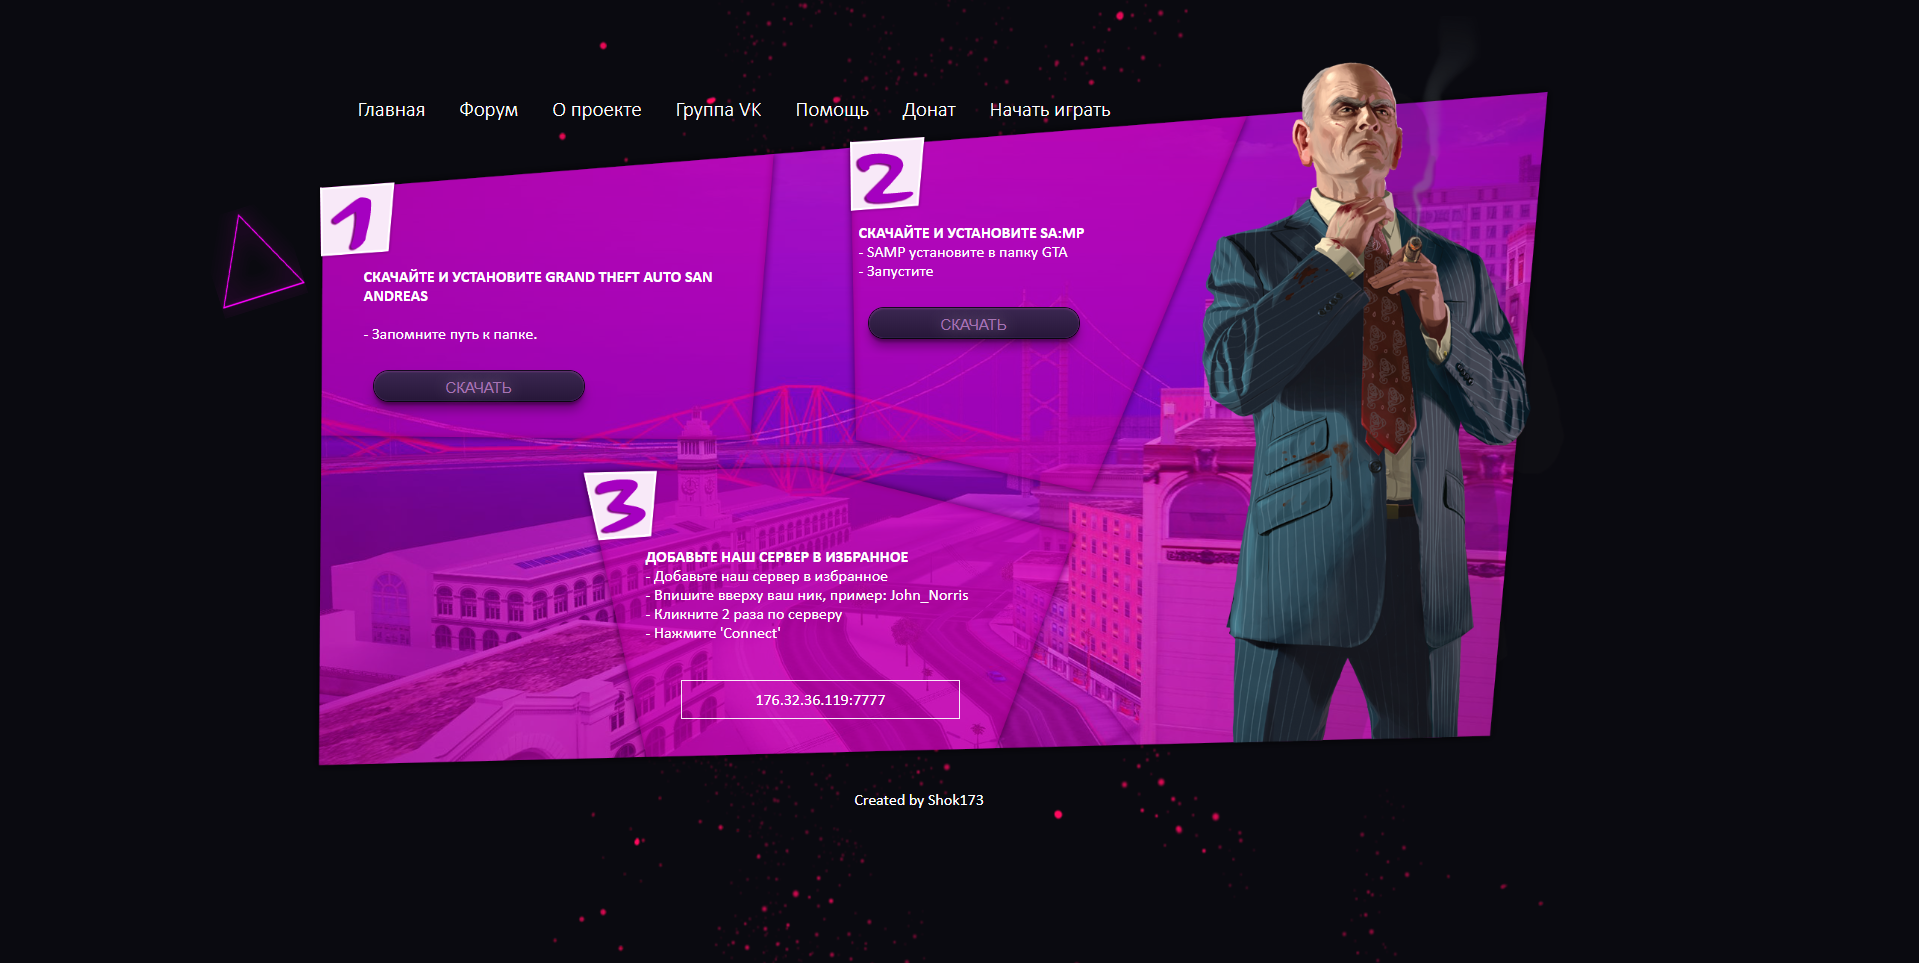 Главная Форум О проекте Группа VK Помощь Донат Начать играть
1
СКАЧАЙТЕ И УСТАНОВИТЕ GRAND THEFT AUTO SAN
ANDREAS
- Запомните путь к папке.
СКАЧАТЬ
2
СКАЧАЙТЕ И УСТАНОВИТЕ SA:MP
- SAMP установите в папку GTA
- Запустите
СКАЧАТЬ
3
ДОБАВЬТЕ НАШ СЕРВЕР В ИЗБРАННОЕ
- Добавьте наш сервер в избранное
- Впишите вверху ваш ник, пример: John_Norris
- Кликните 2 раза по серверу
- Нажмите 'Connect'
176.32.36.119:7777
Created by Shok173